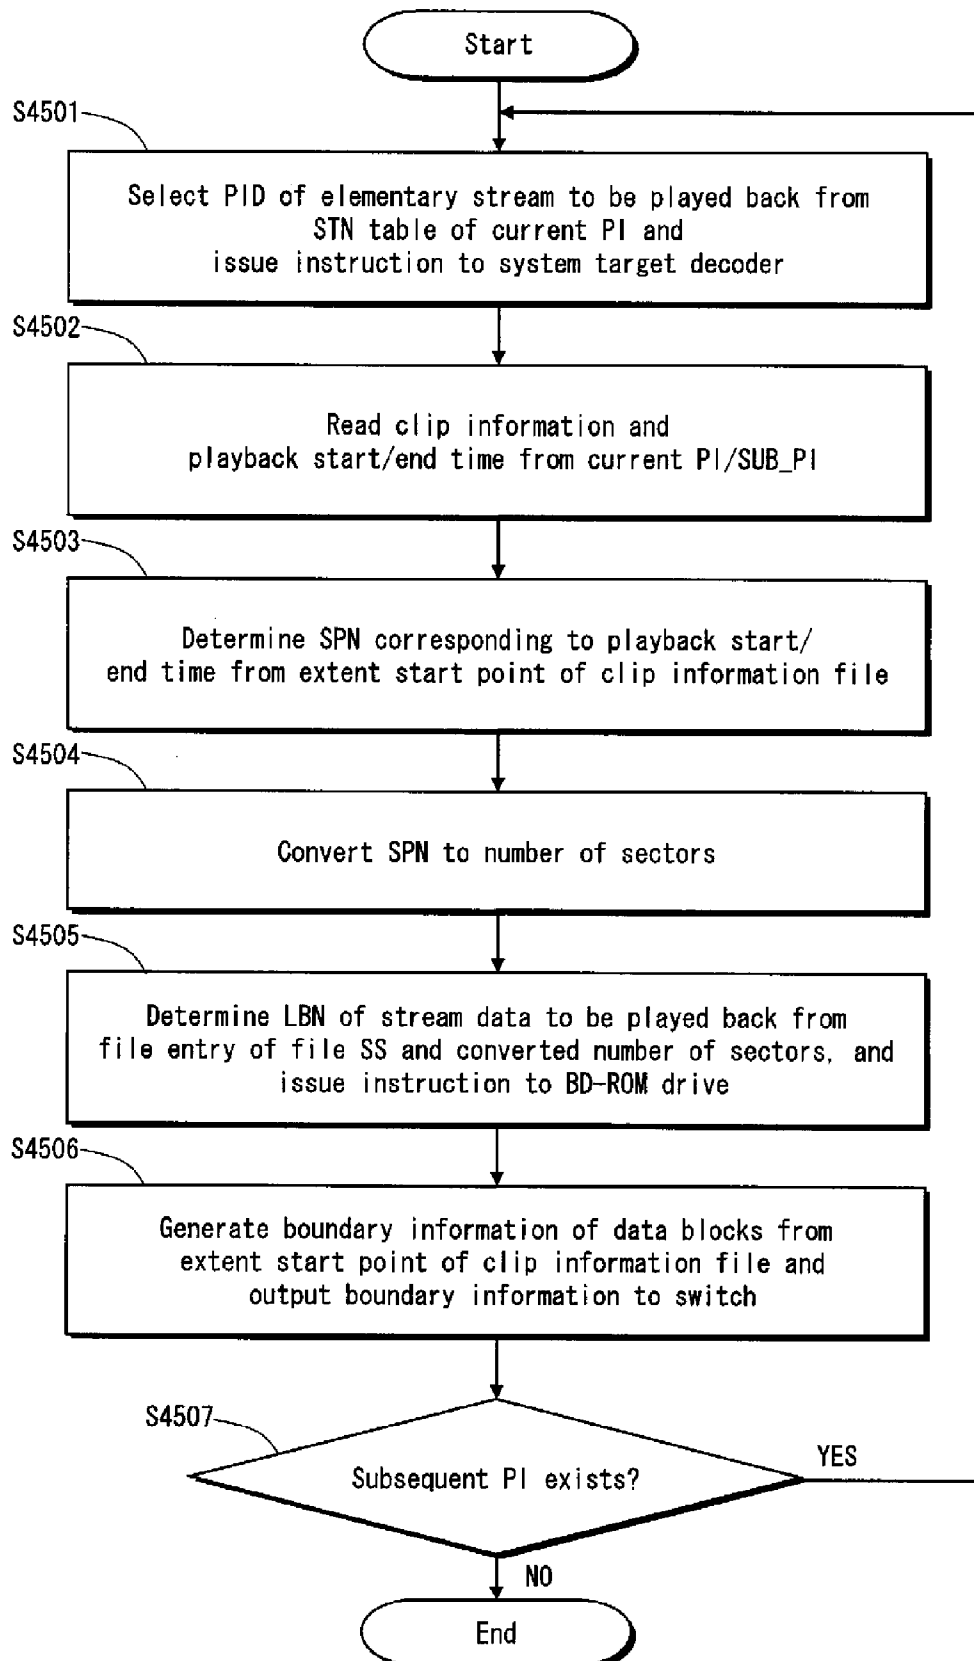 Start
S4501
Select PID of elementary stream to be played back from
STN table of current PI and
issue instruction to system target decoder
S4502
Read clip information and
playback start/end time from current PI/SUB_PI
S4503
Determine SPN corresponding to playback start/
end time from extent start point of clip information file
S4504
Convert SPN to number of sectors
S4505
Determine LBN of stream data to be played back from
file entry of file SS and converted number of sectors, and
issue instruction to BD-ROM drive
S4506
Generate boundary information of data blocks from
extent start point of clip information file and
output boundary information to switch
S4507
Subsequent PI exists?
YES
NO
End